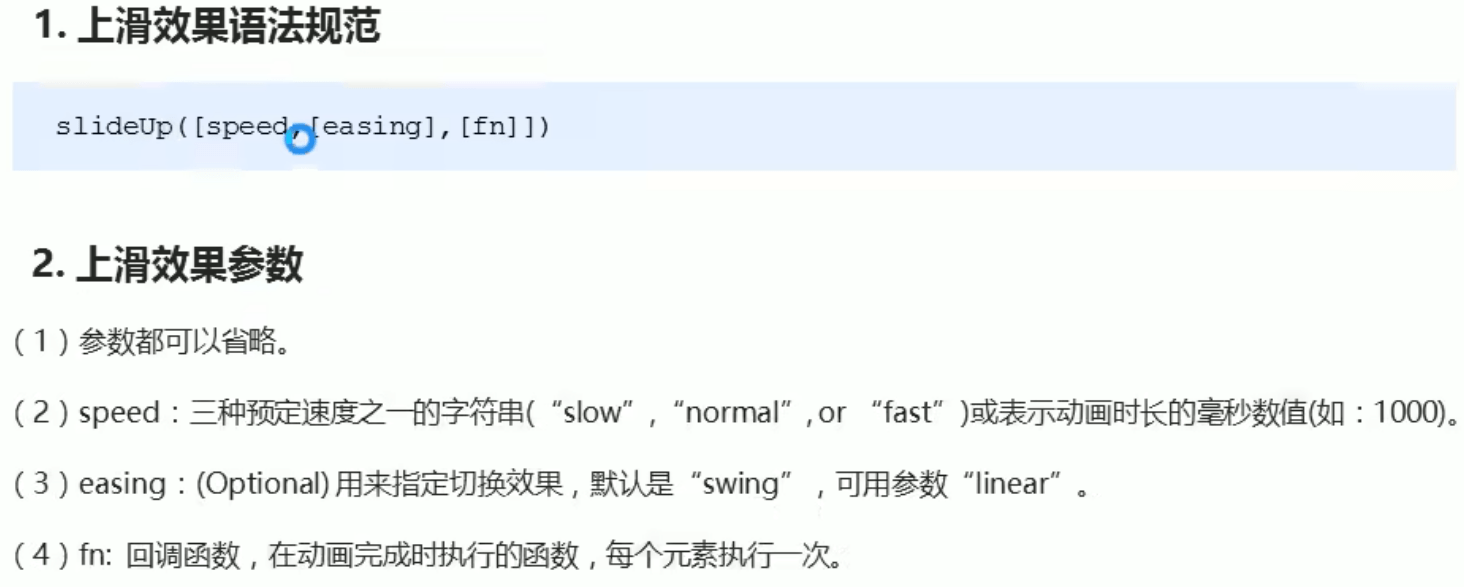 1. 上滑效果语法规范
slideUp([speed,[easing],[fn]])
2. 上滑效果参数
（1）参数都可以省略。
（2）speed：三种预定速度之一的字符串(“slow”,“normal”, or “fast”)或表示动画时长的毫秒数值(如：1000)。
（3）easing：(Optional) 用来指定切换效果，默认是“swing”，可用参数“linear”。
（4）fn: 回调函数，在动画完成时执行的函数，每个元素执行一次。